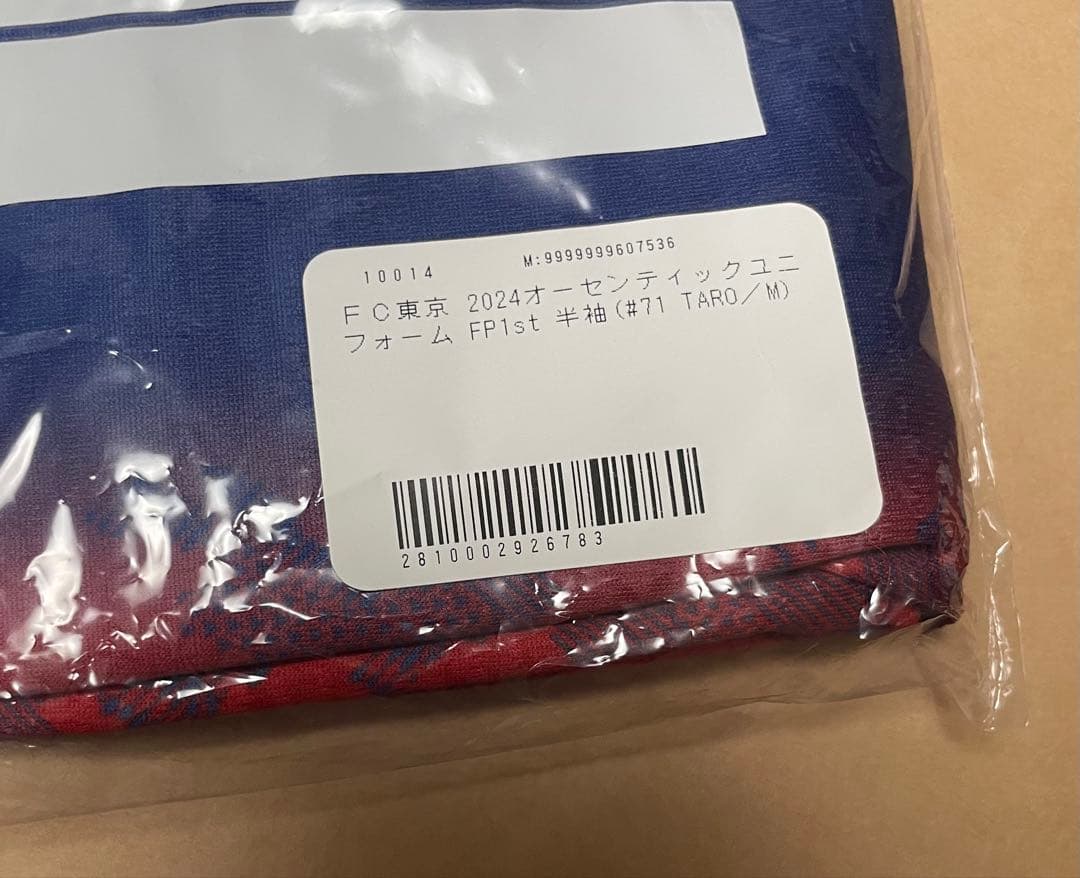 10014
M:9999999607536
FC東京 2024オーセンティックユニ
フォーム FP1st 半袖(#71 TARO/M)
2810002926783